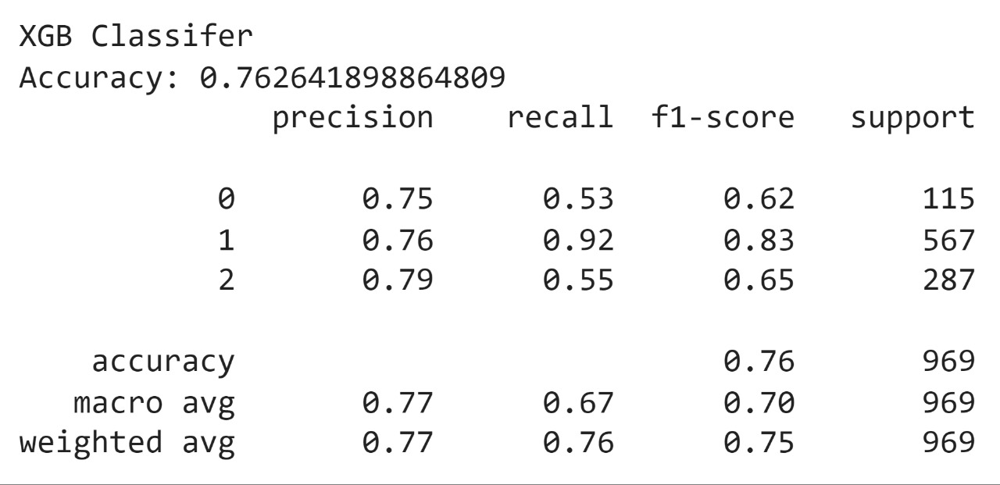 XGB Classifer
Accuracy: 0.762641898864809
precision recall f1-score support
0 0.75 0.53 0.62 115
1 0.76 0.92 0.83 567
2 0.79 0.55 0.65 287
accuracy 0.76 969
macro avg 0.77 0.67 0.70 969
weighted avg 0.77 0.76 0.75 969